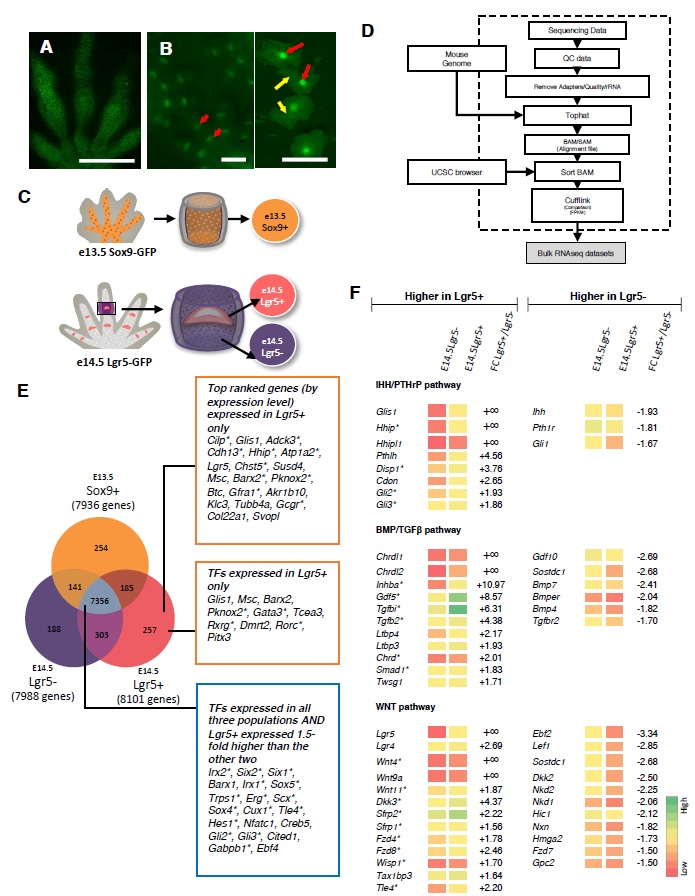 A
B
D
Sequencing Data
Mouse
Genome
QC data
Remove Adapters/Quality/rRNA
Tophat
BAM/SAM
(Alignment file)
UCSC browser
Sort BAM
Cufflink
(Comparison)
(FPKM)
Bulk RNAseq datasets
C
e13.5
Sox9+
e13.5 Sox9-GFP
e14.5
Lgr5+
e14.5
Lgr5-
e14.5 Lgr5-GFP
E
E13.5
Sox9+
(7936 genes)
254
141
185
7356
188
303
257
E14.5
Lgr5-
(7988 genes)
E14.5
Lgr5+
(8101 genes)
Top ranked genes (by
expression level)
expressed in Lgr5+
only
Cilp*, Glis1, Adck3*,
Cdh13*, Hhip*, Atp1a2*,
Lgr5, Chst5*, Susd4,
Msc, Barx2*, Pknox2*,
Btc, Gfra1*, Akr1b10,
Klc3, Tubb4a, Gcgr*,
Col22a1, Svopl
TFs expressed in Lgr5+
only
Glis1, Msc, Barx2,
Pknox2*, Gata3*, Tcea3,
Rxrg*, Dmrt2, Rorc*,
Pitx3
TFs expressed in all
three populations AND
Lgr5+ expressed 1.5-
fold higher than the
other two
Irx2*, Six2*, Six1*,
Barx1, Irx1*, Sox5*,
Trps1*, Erg*, Scx*,
Sox4*, Cux1*, Tle4*,
Hes1*, Nfatc1, Creb5,
Gli2*, Gli3*, Cited1,
Gabpb1*, Ebf4
F
Higher in Lgr5+
Higher in Lgr5-
E14.5Lgr5-
E14.5Lgr5+
FC Lgr5+/Lgr5-
E14.5Lgr5-
E14.5Lgr5+
FC Lgr5+/Lgr5-
IHH/PTHrP pathway
Glis1 +∞ Ihh -1.93
Hhip* +∞ Pth1r -1.81
Hhipl1 +∞ Gli1 -1.67
Pthlh +4.56
Disp1* +3.76
Cdon +2.65
Gli2* +1.93
Gli3* +1.86
BMP/TGFβ pathway
Chrdl1 +∞ Gdf10 -2.69
Chrdl2 +∞ Sostdc1 -2.68
Inhba* +10.97 Bmp7 -2.41
Gdf5* +8.57 Bmper -2.04
Tgfbi* +6.31 Bmp4 -1.82
Tgfb2* +4.38 Tgfbr2 -1.70
Ltbp4 +2.17
Ltbp3 +1.93
Chrd* +2.01
Smad1* +1.83
Twsg1 +1.71
WNT pathway
Lgr5 +∞ Ebf2 -3.34
Lgr4 +2.69 Lef1 -2.85
Wnt4* +∞ Sostdc1 -2.68
Wnt9a +∞ Dkk2 -2.50
Wnt11* +1.87 Nkd2 -2.25
Dkk3* +4.37 Nkd1 -2.06
Sfrp2* +2.22 Hic1 -2.12
Sfrp1* +1.56 Nxn -1.82
Fzd4* +1.78 Hmga2 -1.73
Fzd8* +2.46 Fzd7 -1.50
Wisp1* +1.70 Gpc2 -1.50
Tax1bp3 +1.64
Tle4* +2.20
High
Low